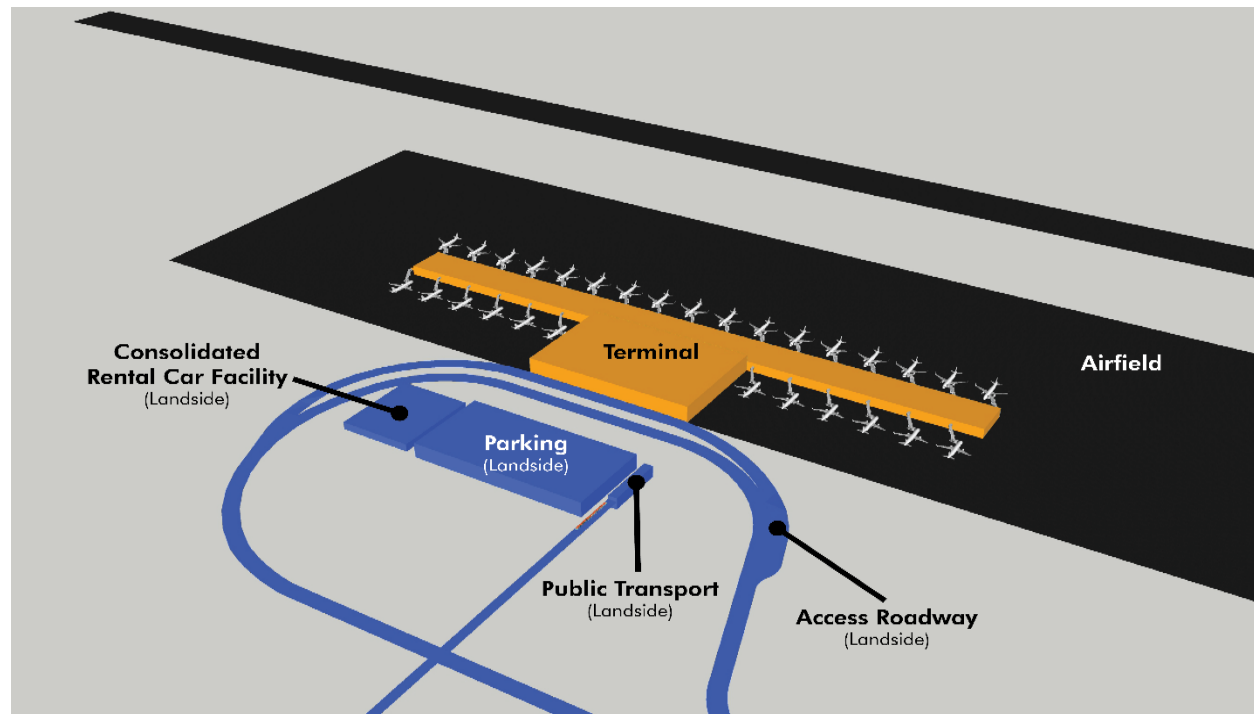 Terminal
Airfield
Consolidated
Rental Car Facility
(Landside)
Parking
(Landside)
Public Transport
(Landside)
Access Roadway
(Landside)